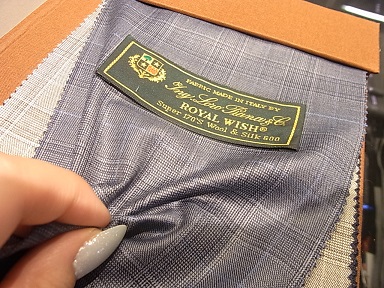 FABRIC MADE IN ITALY BY
Ing. Loro Piana & C.
ROYAL WISH®
Super 170'S Wool & Silk 600